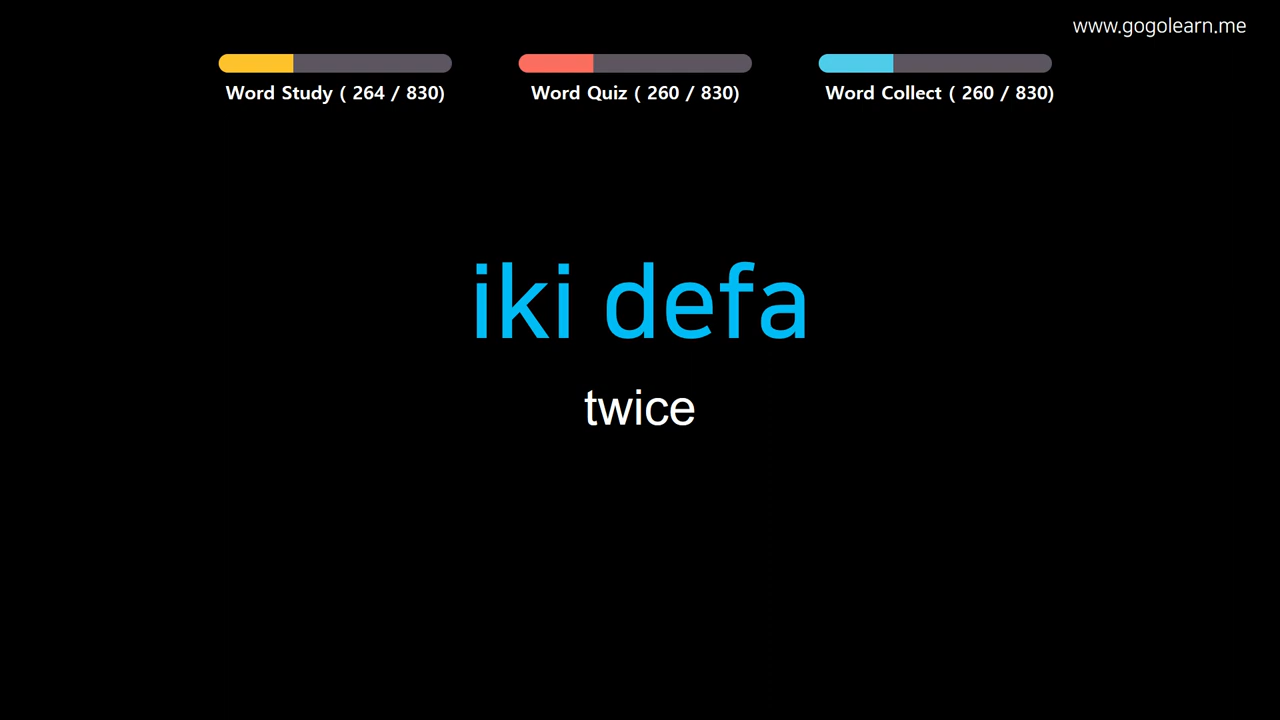 www.gogolearn.me
Word Study ( 264 / 830)
Word Quiz ( 260 / 830)
Word Collect ( 260 / 830)
iki defa
twice